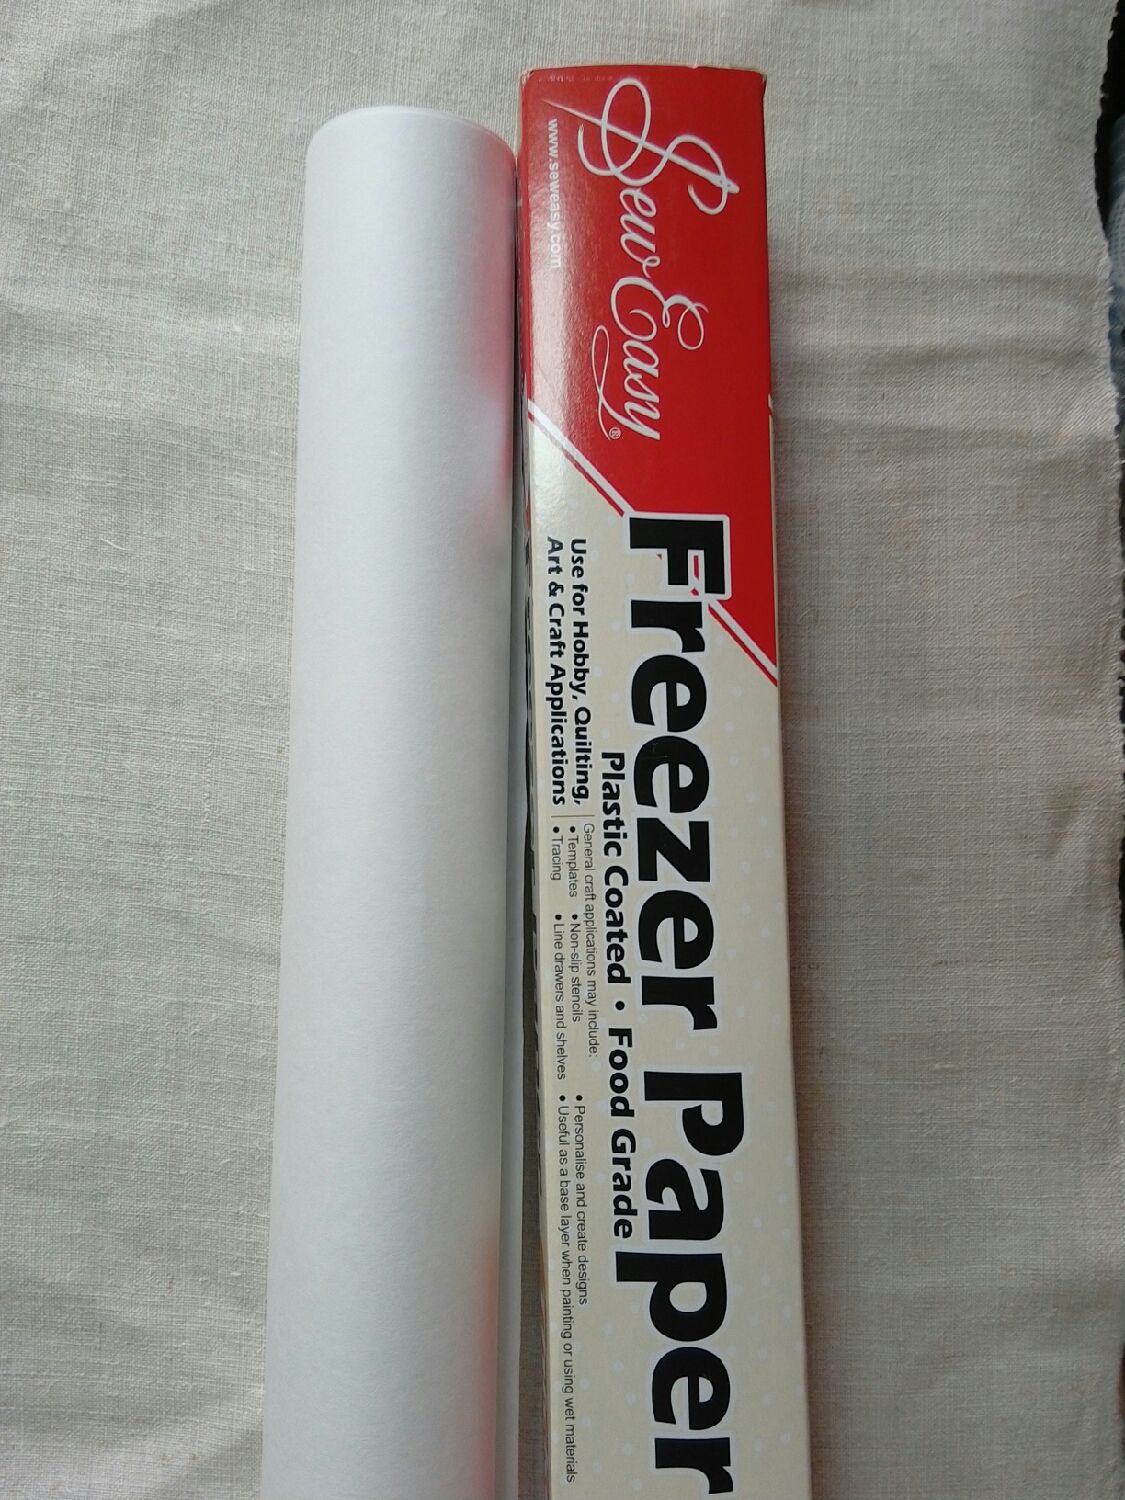 Sew Easy®
www.seweasy.com
Freezer Paper
Plastic Coated • Food Grade
Use for Hobby, Quilting,
Art & Craft Applications
General craft applications may include:
• Templates
• Tracing
• Non-slip stencils
• Line drawers and shelves
• Personalise and create designs
• Useful as a base layer when painting or using wet materials